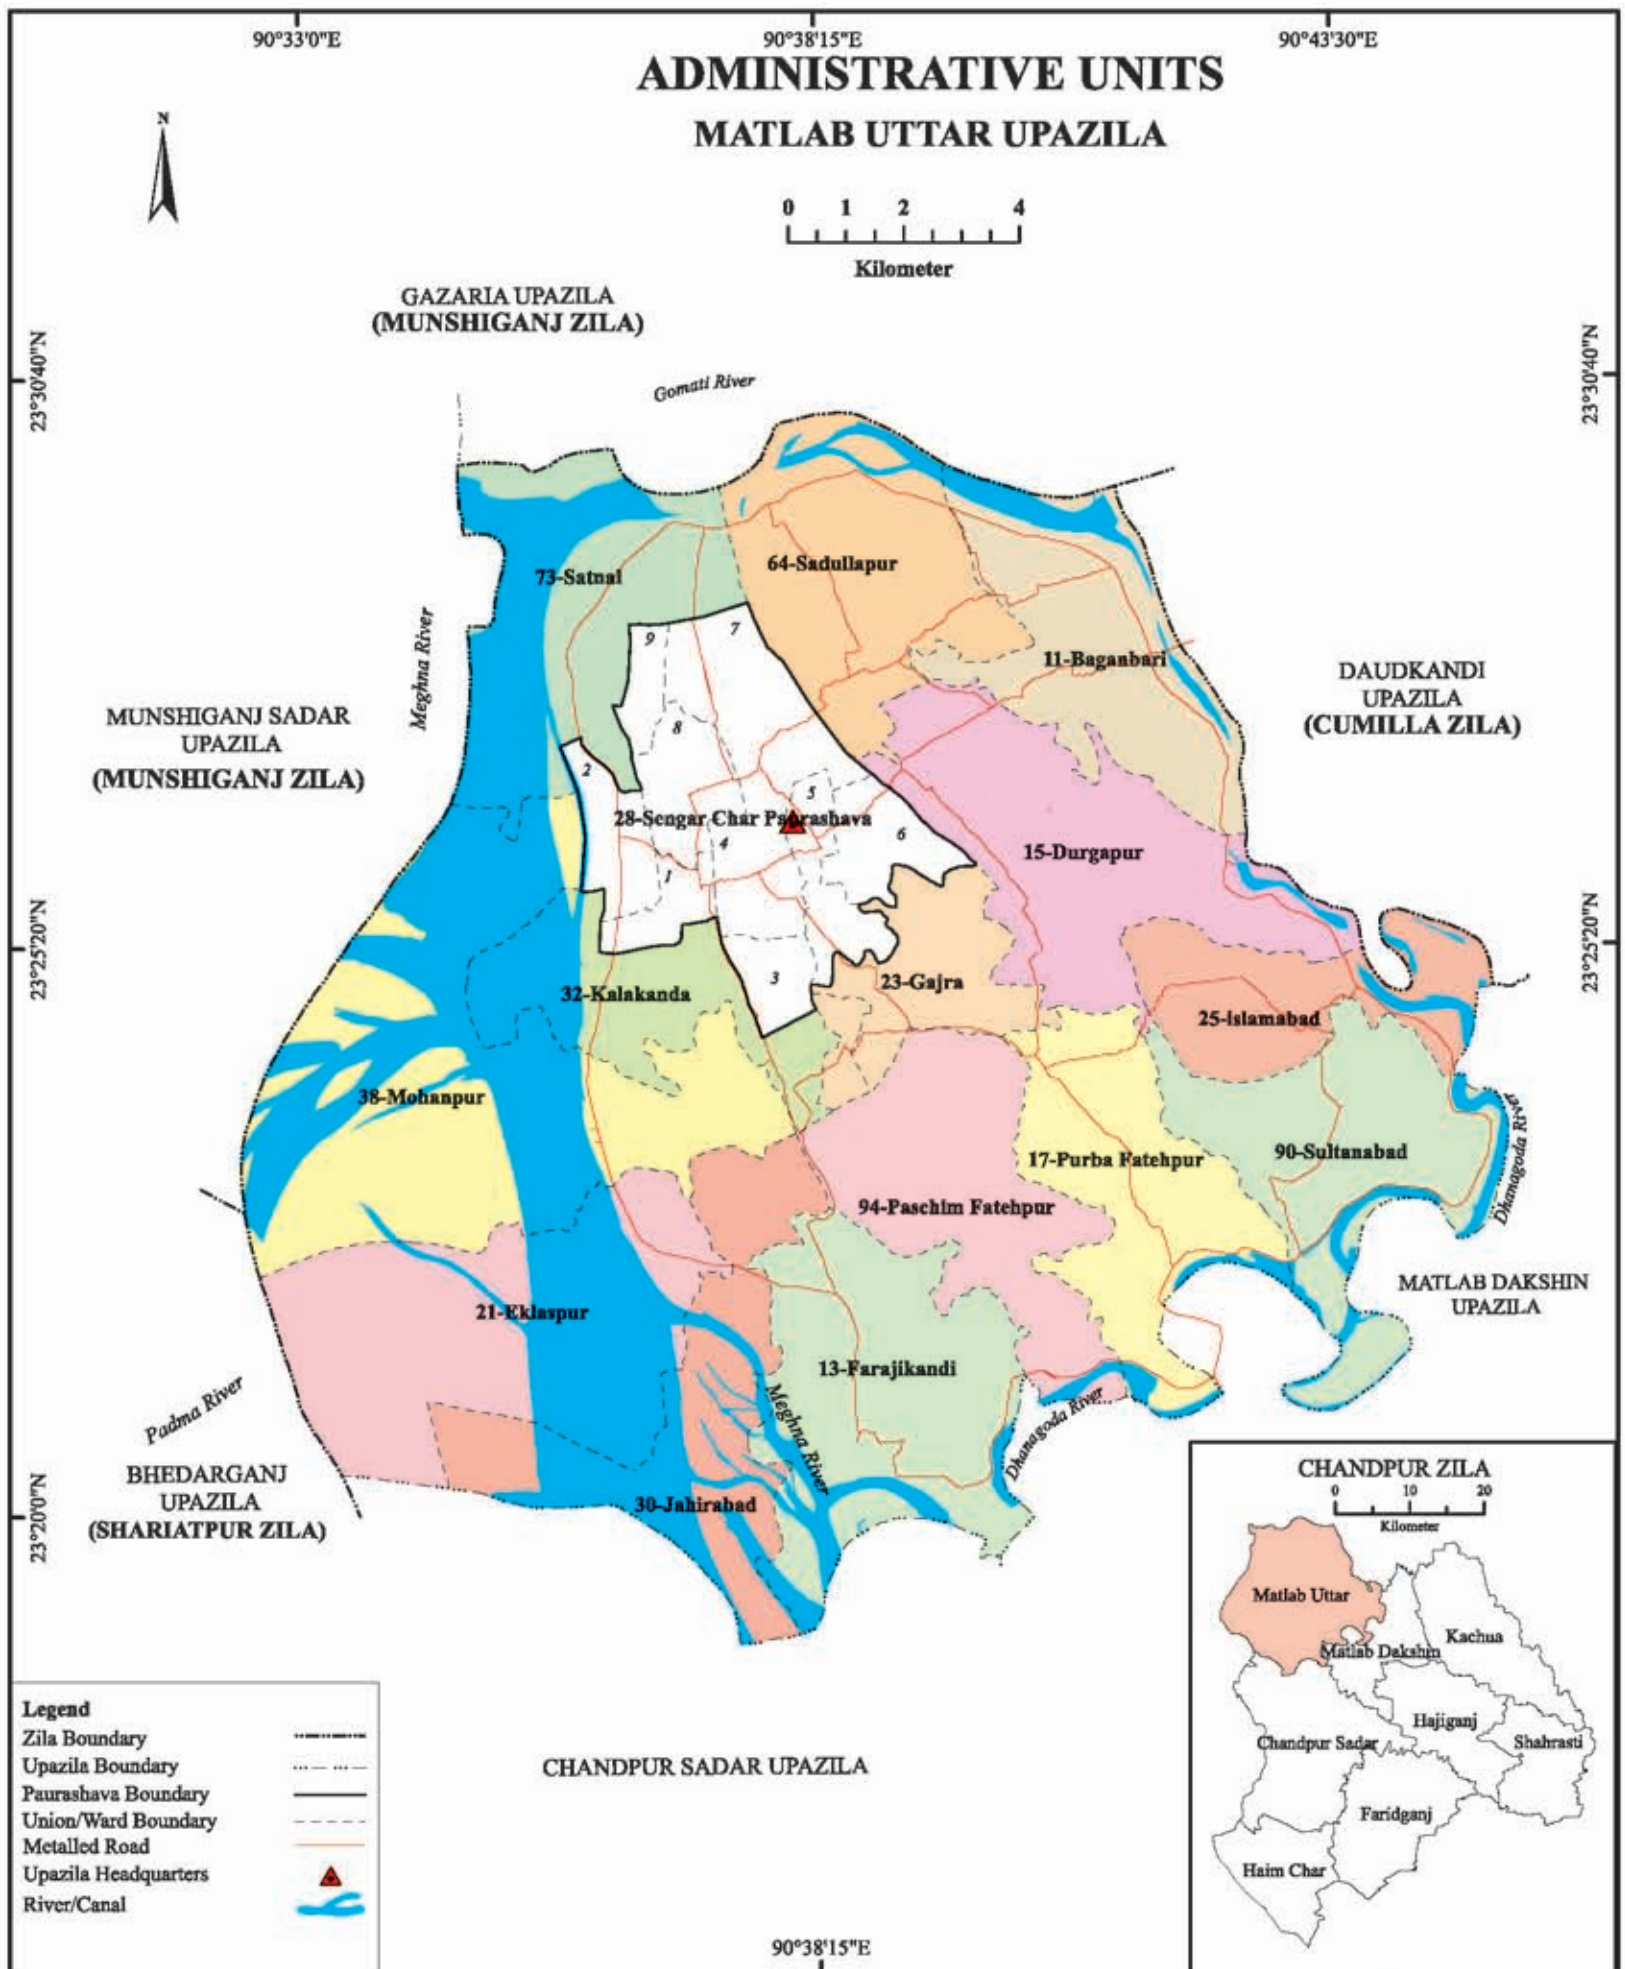 90°33'0"E
90°38'15"E
90°43'30"E
ADMINISTRATIVE UNITS
MATLAB UTTAR UPAZILA
N
0 1 2 4
Kilometer
GAZARIA UPAZILA
(MUNSHIGANJ ZILA)
23°30'40"N
23°30'40"N
Gomati River
73-Satnal
64-Sadullapur
Meghna River
9
7
11-Baganbari
DAUDKANDI
UPAZILA
(CUMILLA ZILA)
MUNSHIGANJ SADAR
UPAZILA
(MUNSHIGANJ ZILA)
8
2
5
28-Sengar Char Paurashava
6
4
1
15-Durgapur
23°25'20"N
23°25'20"N
3
23-Gajra
32-Kalakanda
25-Islamabad
38-Mohanpur
Dhanagoda River
90-Sultanabad
17-Purba Fatehpur
94-Paschim Fatehpur
MATLAB DAKSHIN
UPAZILA
21-Eklaspur
13-Farajikandi
Padma River
Meghna River
Dhanagoda River
BHEDARGANJ
UPAZILA
(SHARIATPUR ZILA)
23°20'0"N
30-Jahirabad
CHANDPUR ZILA
0 10 20
Kilometer
Matlab Uttar
Matlab Dakshin
Kachua
Hajiganj
Chandpur Sadar
Shahrasti
Faridganj
Haim Char
CHANDPUR SADAR UPAZILA
Legend
Zila Boundary
Upazila Boundary
Paurashava Boundary
Union/Ward Boundary
Metalled Road
Upazila Headquarters
River/Canal
90°38'15"E